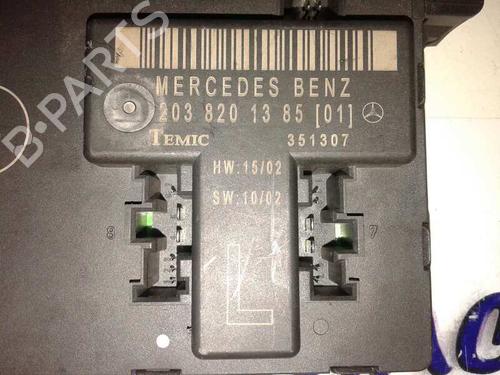 MERCEDES BENZ
203 820 13 85 [01]
TEMIC 351307
HW:15/02
SW:10/02
8 7
L
B-PARTS